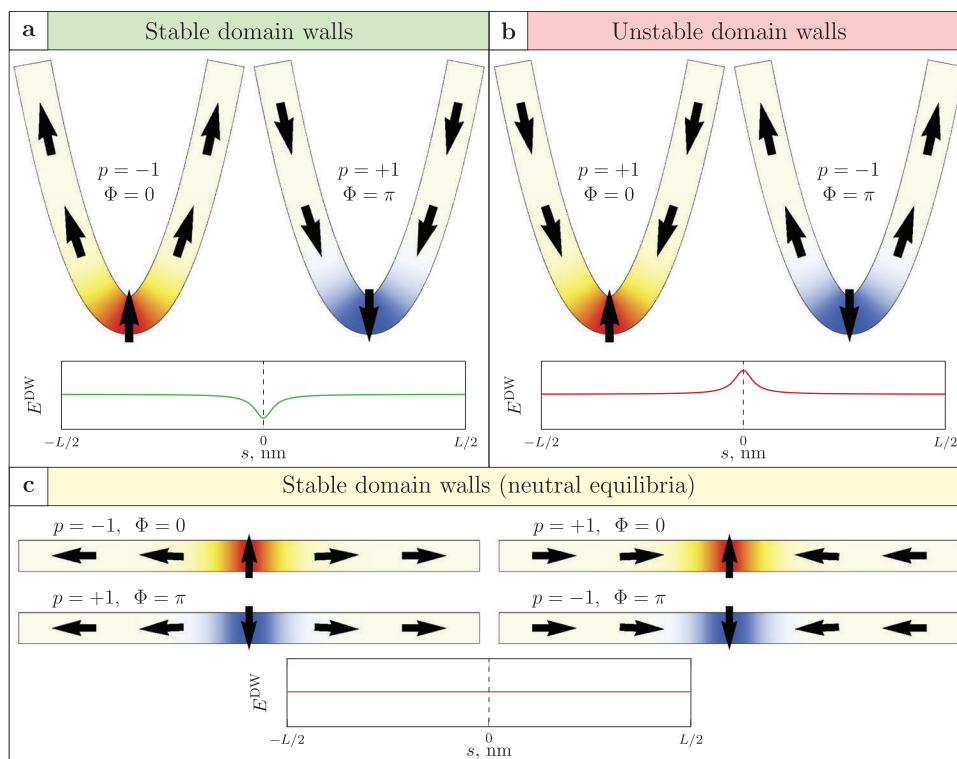 a Stable domain walls
p = −1
Φ = 0
p = +1
Φ = π
E^DW
−L/2 0 L/2
s, nm
b Unstable domain walls
p = +1
Φ = 0
p = −1
Φ = π
E^DW
−L/2 0 L/2
s, nm
c Stable domain walls (neutral equilibria)
p = −1, Φ = 0
p = +1, Φ = 0
p = +1, Φ = π
p = −1, Φ = π
E^DW
−L/2 0 L/2
s, nm